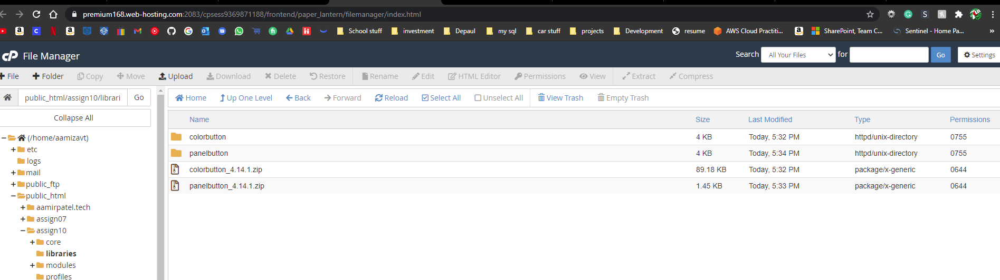 premium168.web-hosting.com:2083/cpsess9369871188/frontend/paper_lantern/filemanager/index.html
School stuff investment Depaul my sql car stuff projects Development resume AWS Cloud Practiti... SharePoint, Team C... Sentinel - Home Pa... »
cP File Manager Search All Your Files for Go Settings
File Folder Copy Move Upload Download Delete Restore Rename Edit HTML Editor Permissions View Extract Compress
public_html/assign10/librari Go Home Up One Level Back Forward Reload Select All Unselect All View Trash Empty Trash
Collapse All
Name Size Last Modified Type Permissions
colorbutton 4 KB Today, 5:32 PM httpd/unix-directory 0755
panelbutton 4 KB Today, 5:34 PM httpd/unix-directory 0755
colorbutton_4.14.1.zip 89.18 KB Today, 5:32 PM package/x-generic 0644
panelbutton_4.14.1.zip 1.45 KB Today, 5:33 PM package/x-generic 0644
(/home/aamizavt)
etc
logs
mail
public_ftp
public_html
aamirpatel.tech
assign07
assign10
core
libraries
modules
profiles